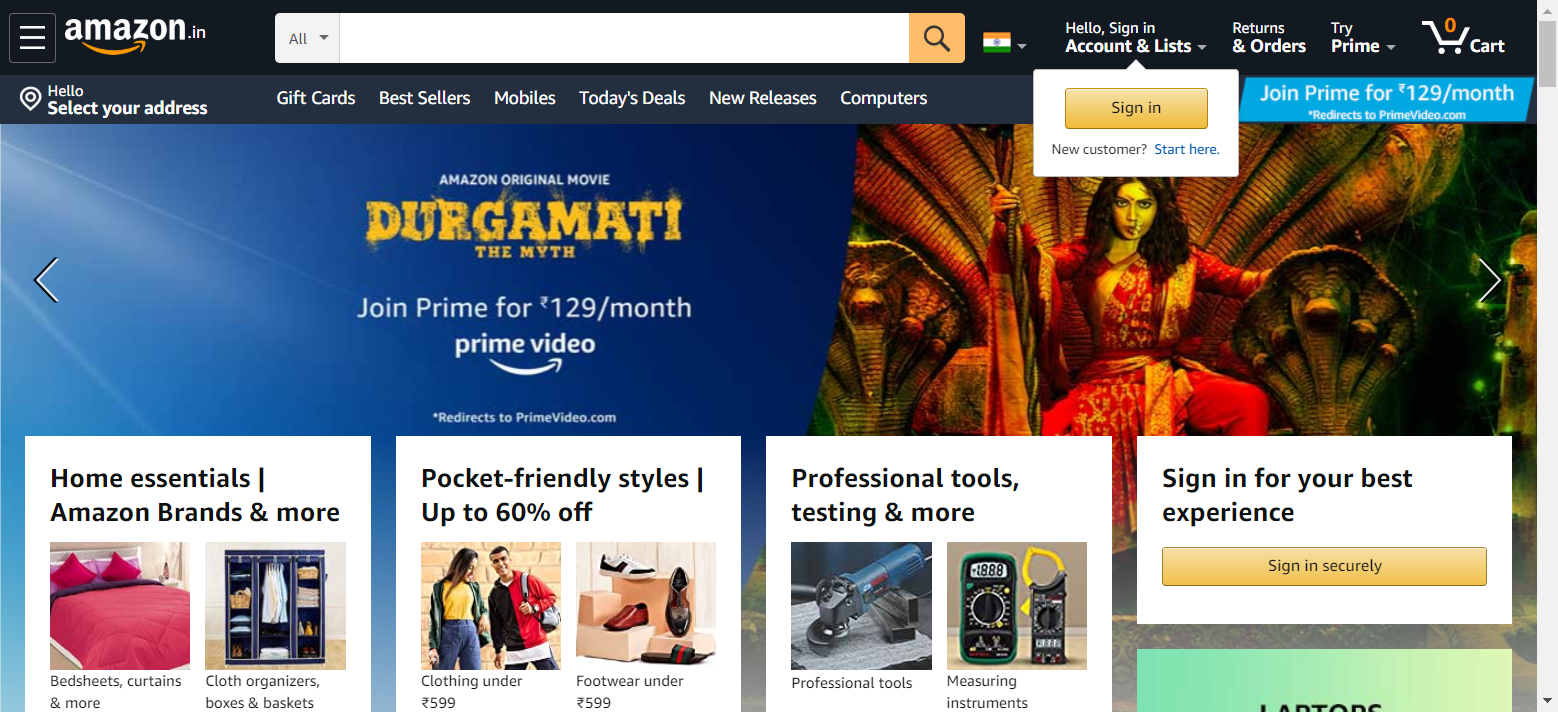 amazon.in
All
Hello, Sign in
Account & Lists
Returns
& Orders
Try
Prime
0
Cart
Hello
Select your address
Gift Cards
Best Sellers
Mobiles
Today's Deals
New Releases
Computers
Sign in
New customer? Start here.
Join Prime for ₹129/month
*Redirects to PrimeVideo.com
AMAZON ORIGINAL MOVIE
DURGAMATI
THE MYTH
Join Prime for ₹129/month
prime video
*Redirects to PrimeVideo.com
Home essentials |
Amazon Brands & more
Bedsheets, curtains
& more
Cloth organizers,
boxes & baskets
Pocket-friendly styles |
Up to 60% off
Clothing under
₹599
Footwear under
₹599
Professional tools,
testing & more
Professional tools
Measuring
instruments
Sign in for your best
experience
Sign in securely
LAPTOPS